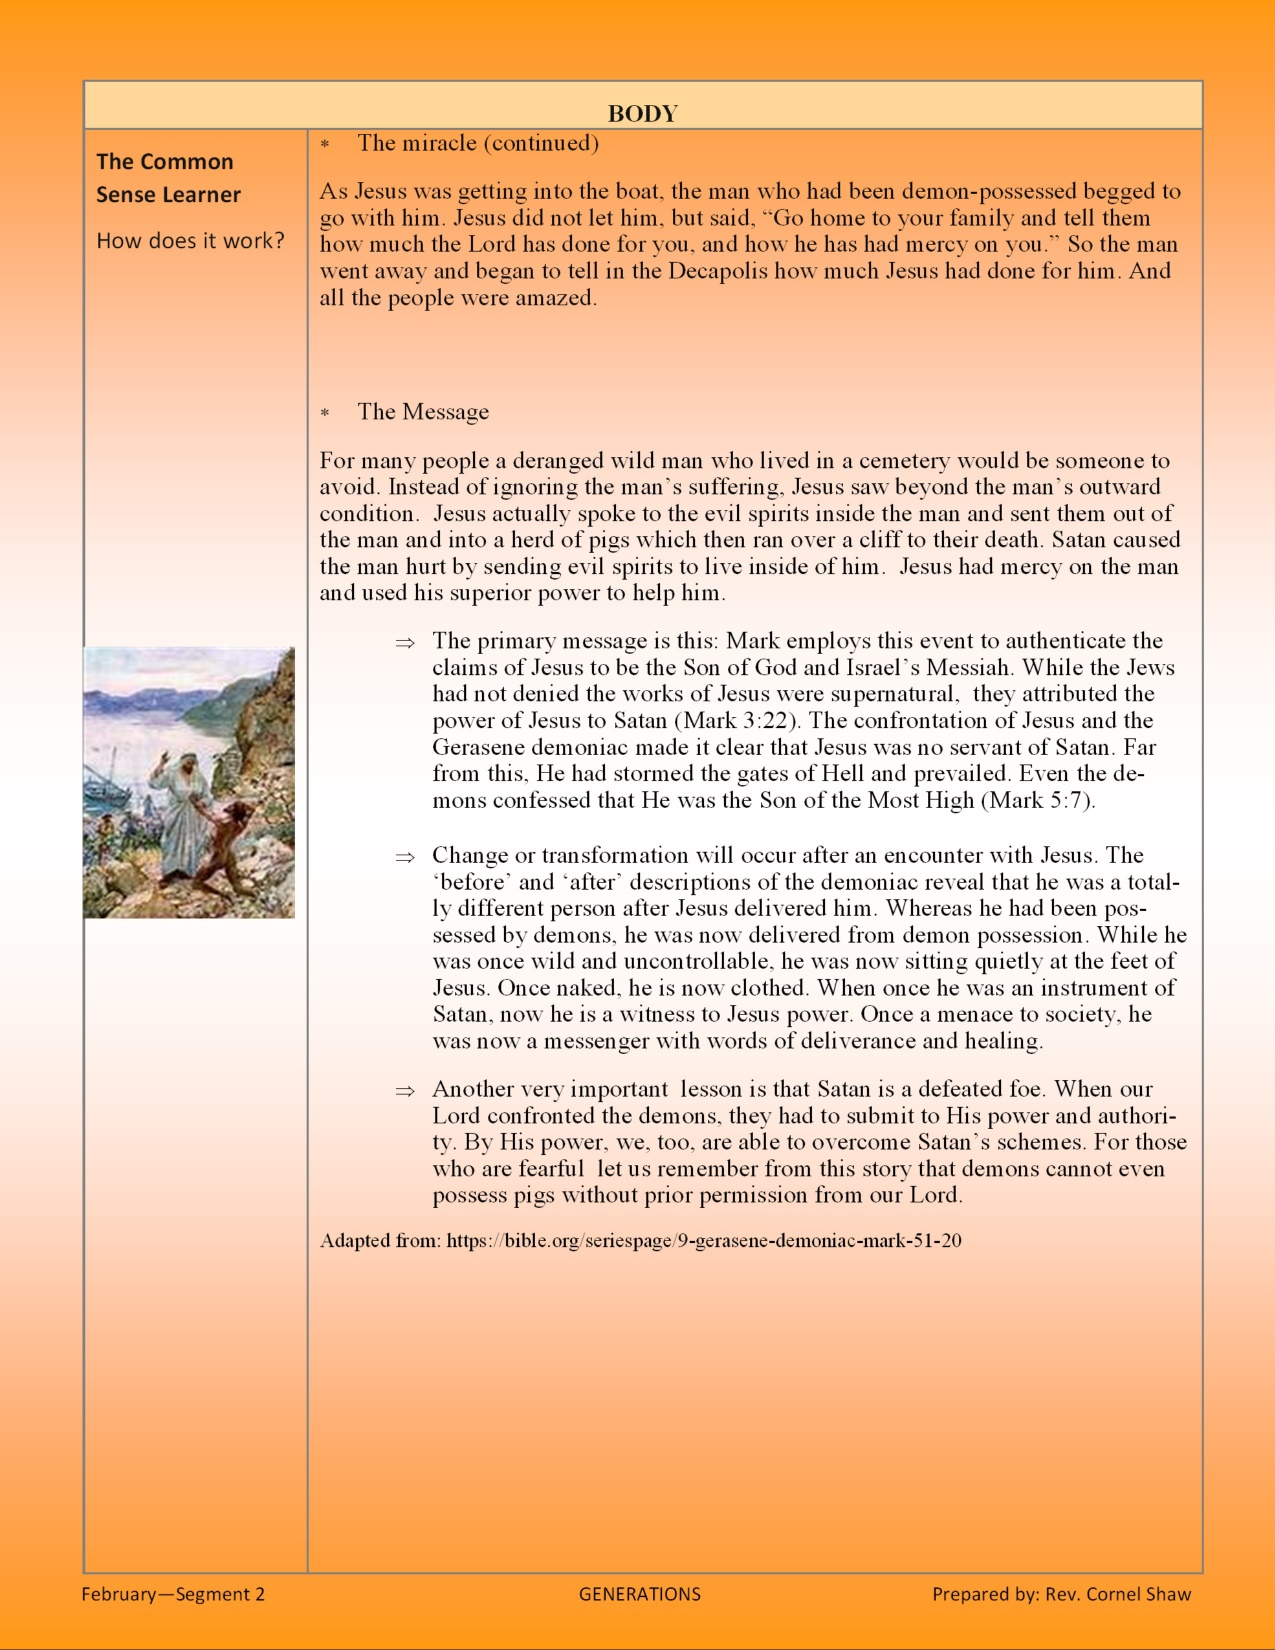 BODY
The Common
Sense Learner
How does it work?
* The miracle (continued)
As Jesus was getting into the boat, the man who had been demon-possessed begged to
go with him. Jesus did not let him, but said, “Go home to your family and tell them
how much the Lord has done for you, and how he has had mercy on you.” So the man
went away and began to tell in the Decapolis how much Jesus had done for him. And
all the people were amazed.
* The Message
For many people a deranged wild man who lived in a cemetery would be someone to
avoid. Instead of ignoring the man’s suffering, Jesus saw beyond the man’s outward
condition.  Jesus actually spoke to the evil spirits inside the man and sent them out of
the man and into a herd of pigs which then ran over a cliff to their death. Satan caused
the man hurt by sending evil spirits to live inside of him.  Jesus had mercy on the man
and used his superior power to help him.
⇒ The primary message is this: Mark employs this event to authenticate the
claims of Jesus to be the Son of God and Israel’s Messiah. While the Jews
had not denied the works of Jesus were supernatural,  they attributed the
power of Jesus to Satan (Mark 3:22). The confrontation of Jesus and the
Gerasene demoniac made it clear that Jesus was no servant of Satan. Far
from this, He had stormed the gates of Hell and prevailed. Even the de-
mons confessed that He was the Son of the Most High (Mark 5:7).
⇒ Change or transformation will occur after an encounter with Jesus. The
‘before’ and ‘after’ descriptions of the demoniac reveal that he was a total-
ly different person after Jesus delivered him. Whereas he had been pos-
sessed by demons, he was now delivered from demon possession. While he
was once wild and uncontrollable, he was now sitting quietly at the feet of
Jesus. Once naked, he is now clothed. When once he was an instrument of
Satan, now he is a witness to Jesus power. Once a menace to society, he
was now a messenger with words of deliverance and healing.
⇒ Another very important  lesson is that Satan is a defeated foe. When our
Lord confronted the demons, they had to submit to His power and authori-
ty. By His power, we, too, are able to overcome Satan’s schemes. For those
who are fearful  let us remember from this story that demons cannot even
possess pigs without prior permission from our Lord.
Adapted from: https://bible.org/seriespage/9-gerasene-demoniac-mark-51-20
February—Segment 2
GENERATIONS
Prepared by: Rev. Cornel Shaw